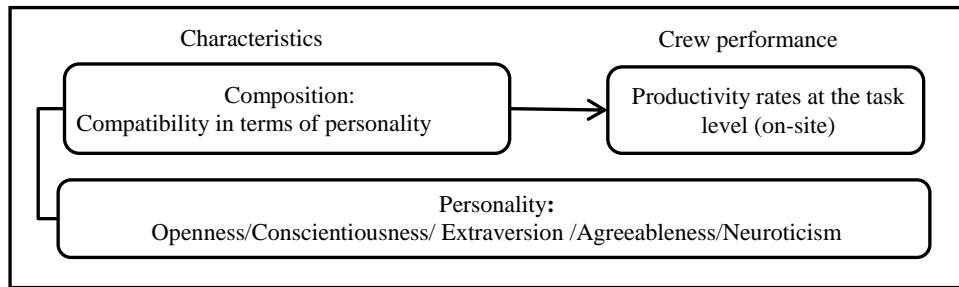 Characteristics
Crew performance
Composition:
Compatibility in terms of personality
Productivity rates at the task
level (on-site)
Personality:
Openness/Conscientiousness/ Extraversion /Agreeableness/Neuroticism